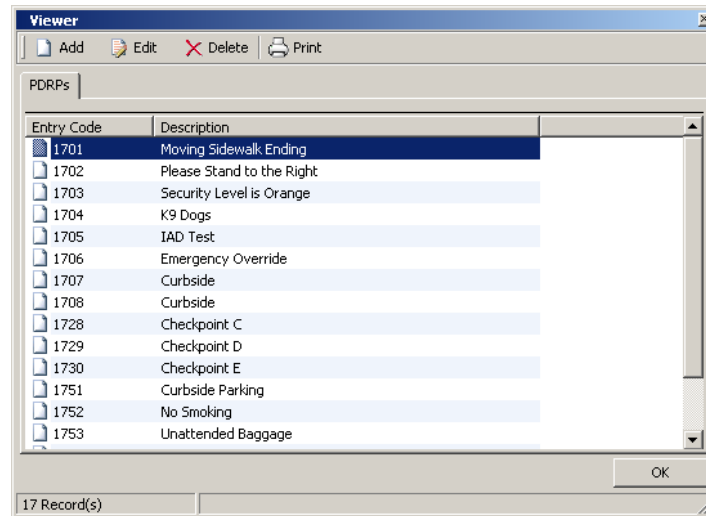 Viewer
Add Edit Delete Print
PDRPs
Entry Code Description
1701 Moving Sidewalk Ending
1702 Please Stand to the Right
1703 Security Level is Orange
1704 K9 Dogs
1705 IAD Test
1706 Emergency Override
1707 Curbside
1708 Curbside
1728 Checkpoint C
1729 Checkpoint D
1730 Checkpoint E
1751 Curbside Parking
1752 No Smoking
1753 Unattended Baggage
OK
17 Record(s)